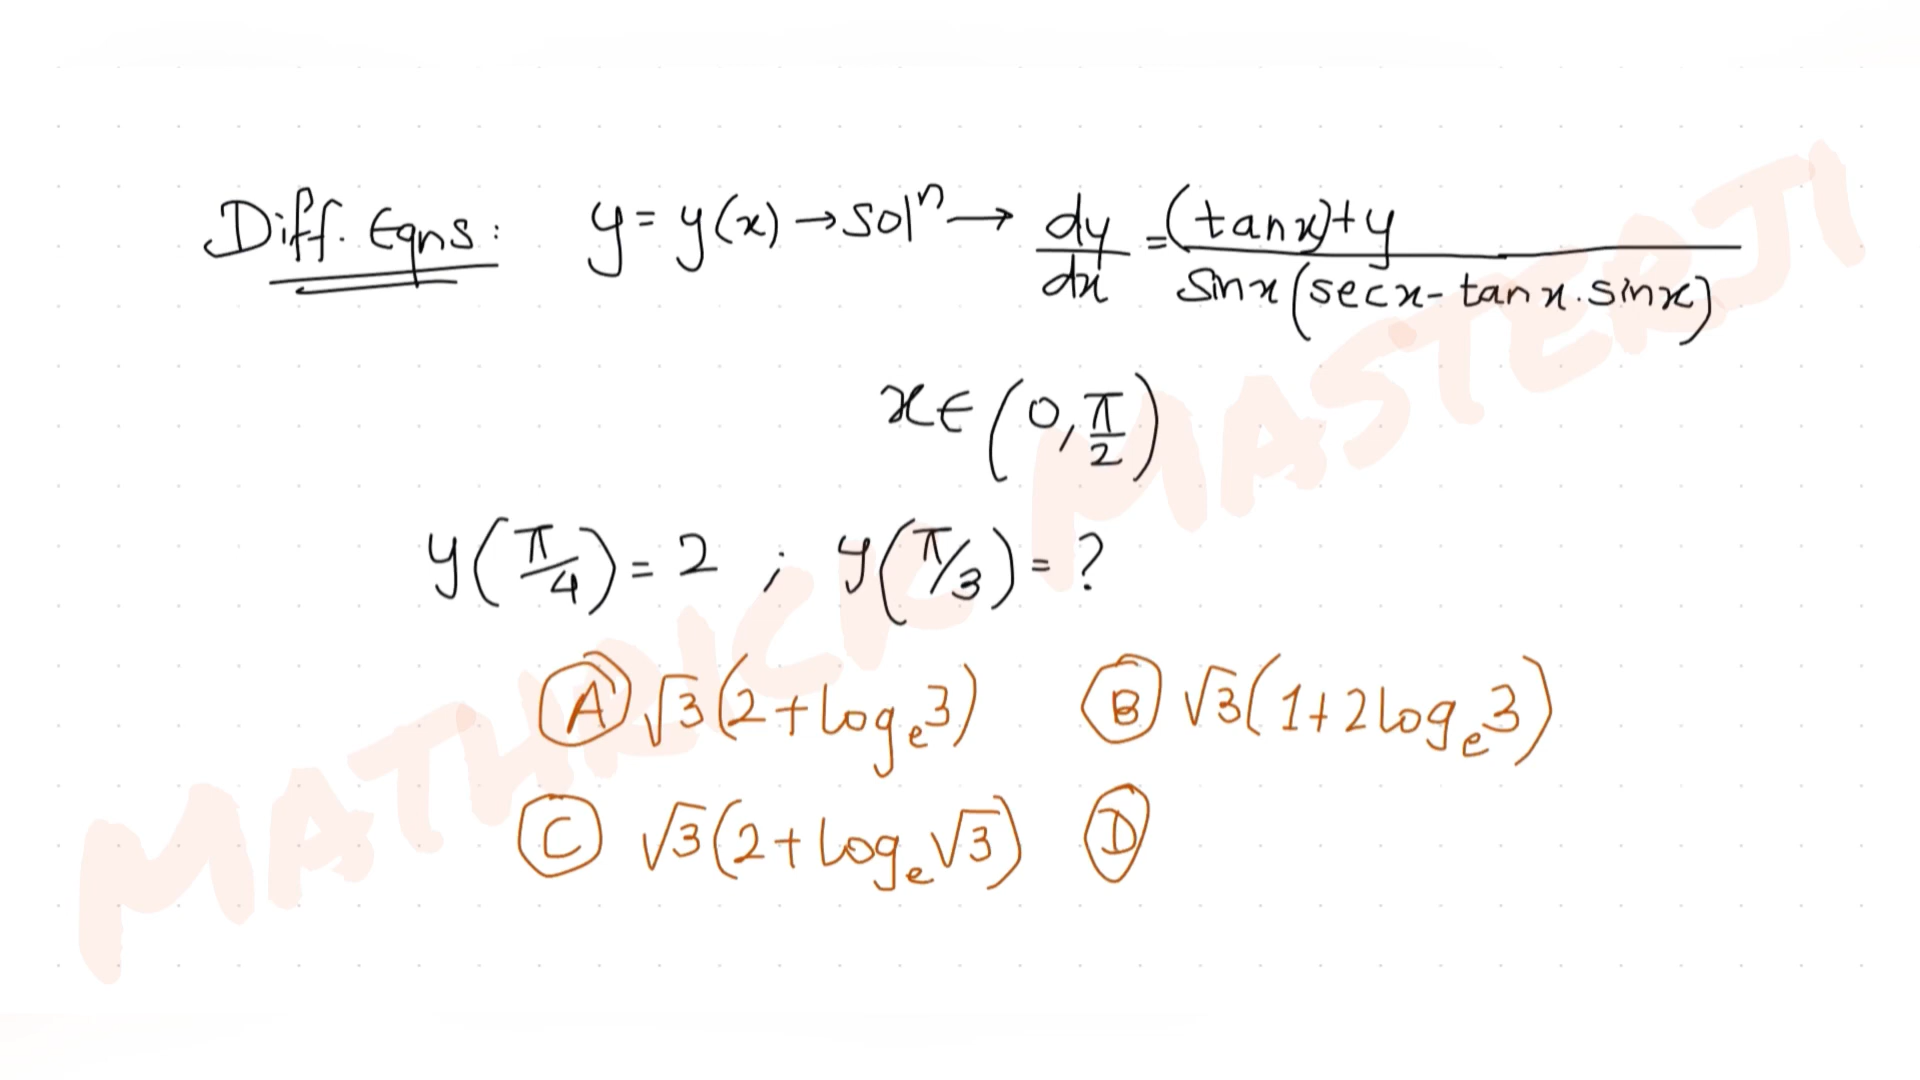 Diff. Eqns: y = y(x) → solⁿ → dy/dx = (tanx)+y / sinx(secx - tanx.sinx)
x ∈ (0, π/2)
y(π/4) = 2 ; y(π/3) = ?
Ⓐ √3(2+logₑ3) Ⓑ √3(1+2logₑ3)
Ⓒ √3(2+logₑ√3) Ⓓ
MATHRICK MASTERJI